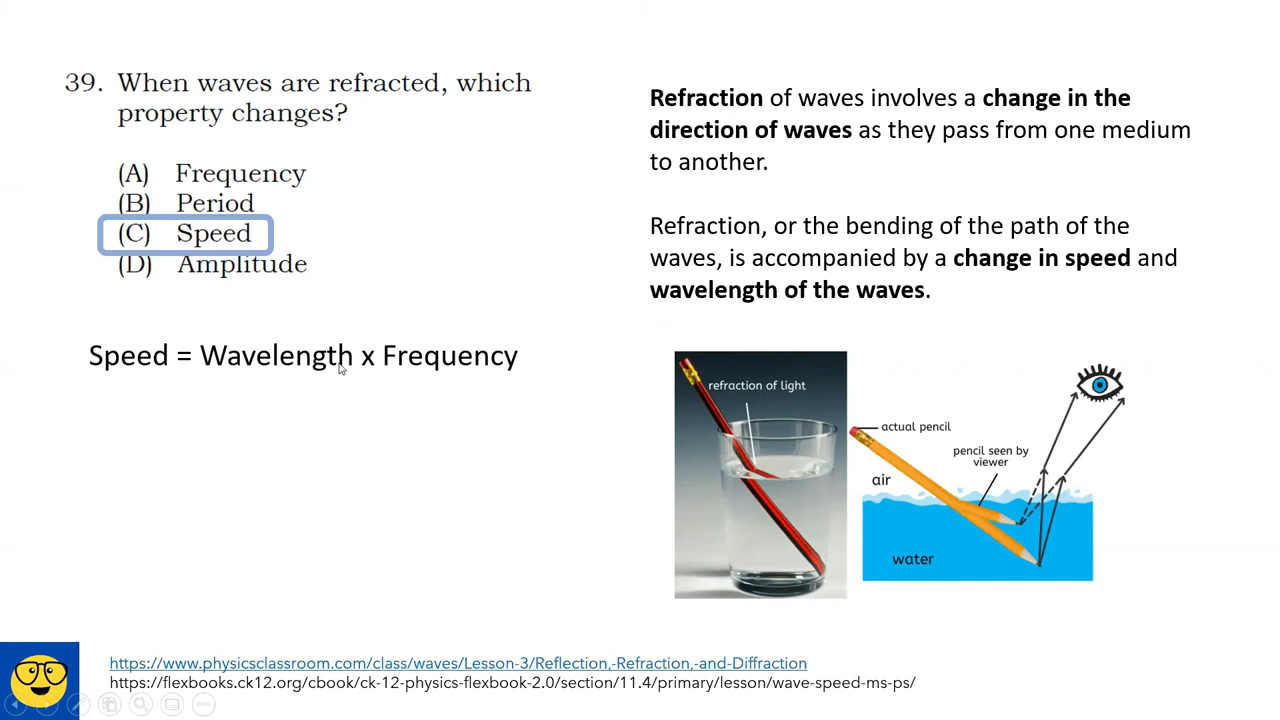 39. When waves are refracted, which
property changes?
(A) Frequency
(B) Period
(C) Speed
(D) Amplitude
Speed = Wavelength x Frequency
Refraction of waves involves a change in the
direction of waves as they pass from one medium
to another.
Refraction, or the bending of the path of the
waves, is accompanied by a change in speed and
wavelength of the waves.
refraction of light
actual pencil
pencil seen by
viewer
air
water
https://www.physicsclassroom.com/class/waves/Lesson-3/Reflection,-Refraction,-and-Diffraction
https://flexbooks.ck12.org/cbook/ck-12-physics-flexbook-2.0/section/11.4/primary/lesson/wave-speed-ms-ps/